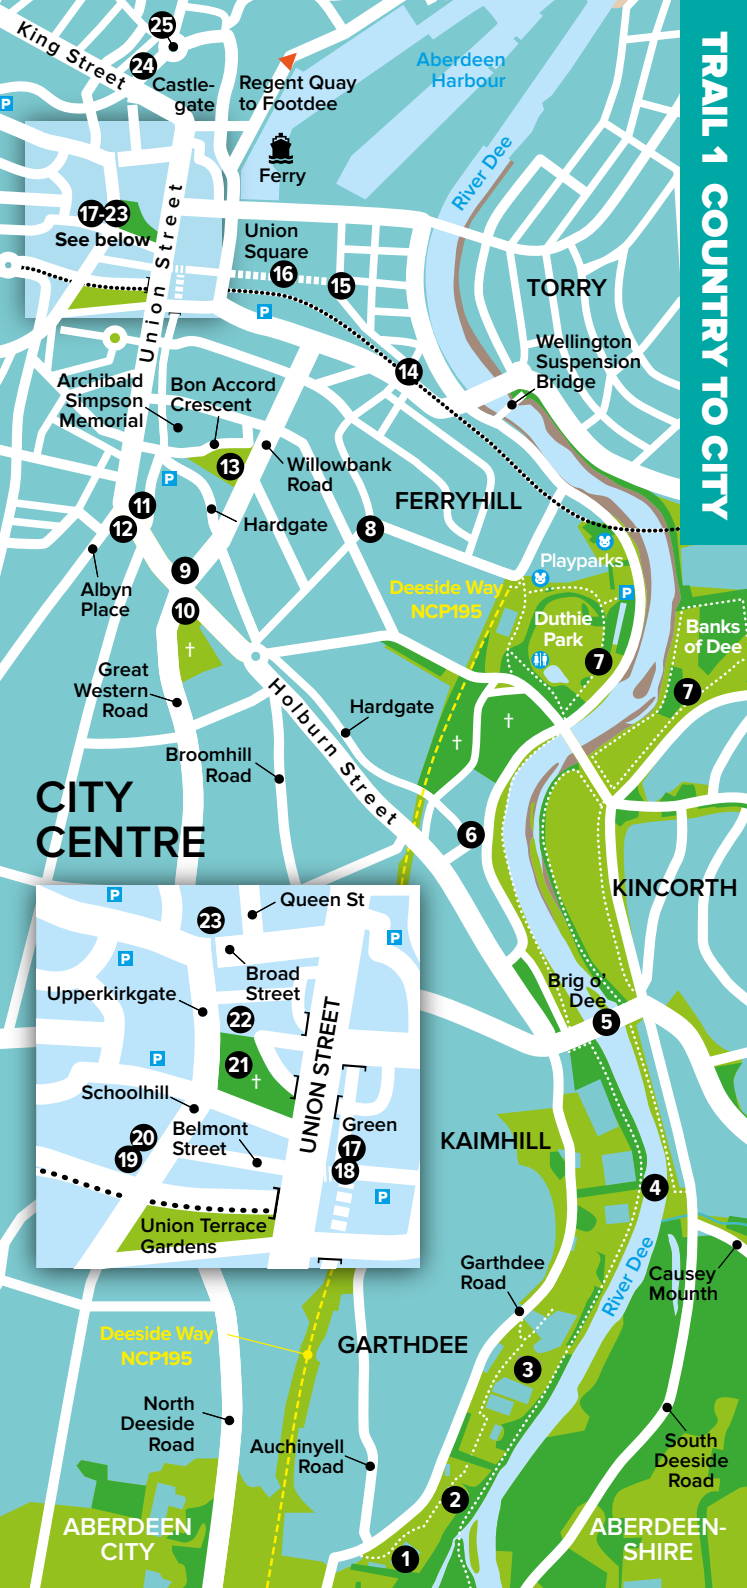 TRAIL 1 COUNTRY TO CITY
25
King Street
24
Castle-
gate
Regent Quay
to Footdee
Aberdeen
Harbour
P
Ferry
River Dee
17-23
See below
Union Street
Union
Square
16
15
TORRY
P
Wellington
Suspension
Bridge
14
Archibald
Simpson
Memorial
Bon Accord
Crescent
13
Willowbank
Road
P
FERRYHILL
11
12
Hardgate
8
Albyn
Place
9
10
Playparks
Deeside Way
NCP195
P
Duthie
Park
7
Banks
of Dee
7
Great
Western
Road
Holburn Street
Hardgate
Broomhill
Road
CITY
CENTRE
6
KINCORTH
P
23
Queen St
P
P
Broad
Street
Upperkirkgate
22
UNION STREET
P
21
Schoolhill
Belmont
Street
Green
17
18
20
19
P
Union Terrace
Gardens
Brig o’
Dee
5
KAIMHILL
4
River Dee
Causey
Mounth
Garthdee
Road
Deeside Way
NCP195
GARTHDEE
3
North
Deeside
Road
Auchinyell
Road
South
Deeside
Road
2
1
ABERDEEN
CITY
ABERDEEN-
SHIRE